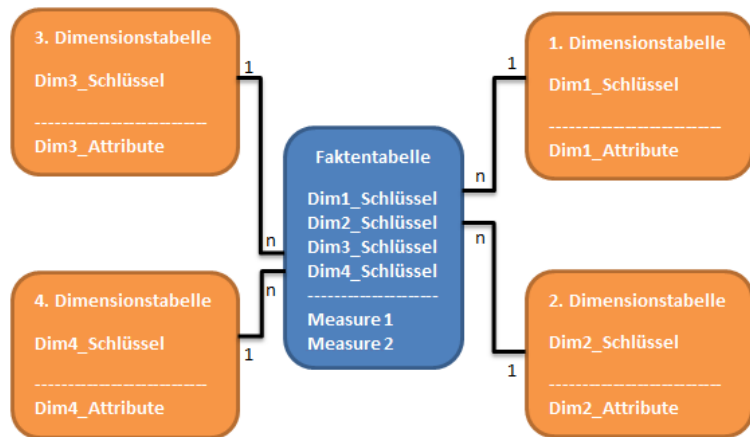 3. Dimensionstabelle
Dim3_Schlüssel
----------------------------
Dim3_Attribute
1
n
1. Dimensionstabelle
Dim1_Schlüssel
----------------------------
Dim1_Attribute
1
n
Faktentabelle
Dim1_Schlüssel
Dim2_Schlüssel
Dim3_Schlüssel
Dim4_Schlüssel
----------------------
Measure 1
Measure 2
4. Dimensionstabelle
Dim4_Schlüssel
----------------------------
Dim4_Attribute
n
1
2. Dimensionstabelle
Dim2_Schlüssel
----------------------------
Dim2_Attribute
n
1